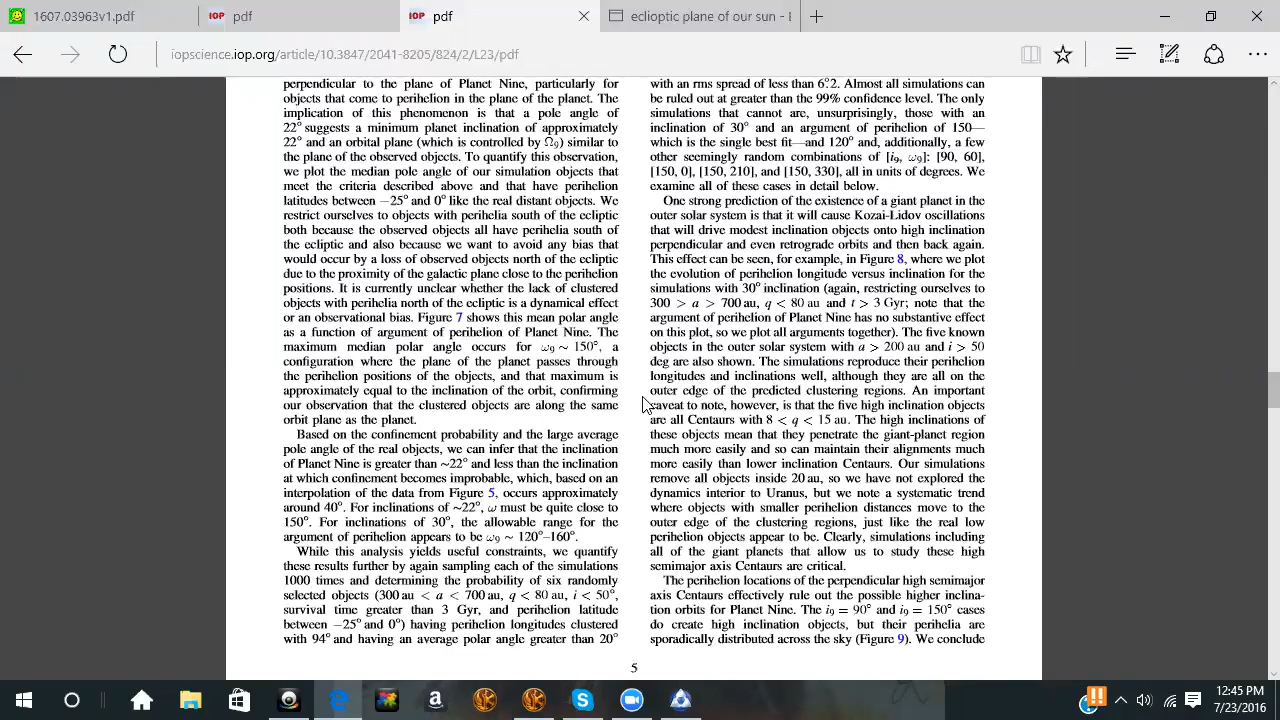 1607.03963v1.pdf
IOP pdf
IOP pdf
eclioptic plane of our sun - B
iopscience.iop.org/article/10.3847/2041-8205/824/2/L23/pdf
perpendicular to the plane of Planet Nine, particularly for
objects that come to perihelion in the plane of the planet. The
implication of this phenomenon is that a pole angle of
22° suggests a minimum planet inclination of approximately
22° and an orbital plane (which is controlled by Ω9) similar to
the plane of the observed objects. To quantify this observation,
we plot the median pole angle of our simulation objects that
meet the criteria described above and that have perihelion
latitudes between −25° and 0° like the real distant objects. We
restrict ourselves to objects with perihelia south of the ecliptic
both because the observed objects all have perihelia south of
the ecliptic and also because we want to avoid any bias that
would occur by a loss of observed objects north of the ecliptic
due to the proximity of the galactic plane close to the perihelion
positions. It is currently unclear whether the lack of clustered
objects with perihelia north of the ecliptic is a dynamical effect
or an observational bias. Figure 7 shows this mean polar angle
as a function of argument of perihelion of Planet Nine. The
maximum median polar angle occurs for ω9 ~ 150°, a
configuration where the plane of the planet passes through
the perihelion positions of the objects, and that maximum is
approximately equal to the inclination of the orbit, confirming
our observation that the clustered objects are along the same
orbit plane as the planet.
Based on the confinement probability and the large average
pole angle of the real objects, we can infer that the inclination
of Planet Nine is greater than ~22° and less than the inclination
at which confinement becomes improbable, which, based on an
interpolation of the data from Figure 5, occurs approximately
around 40°. For inclinations of ~22°, ω must be quite close to
150°. For inclinations of 30°, the allowable range for the
argument of perihelion appears to be ω9 ~ 120°–160°.
While this analysis yields useful constraints, we quantify
these results further by again sampling each of the simulations
1000 times and determining the probability of six randomly
selected objects (300 au < a < 700 au, q < 80 au, i < 50°,
survival time greater than 3 Gyr, and perihelion latitude
between −25° and 0°) having perihelion longitudes clustered
with 94° and having an average polar angle greater than 20°
with an rms spread of less than 6°.2. Almost all simulations can
be ruled out at greater than the 99% confidence level. The only
simulations that cannot are, unsurprisingly, those with an
inclination of 30° and an argument of perihelion of 150—
which is the single best fit—and 120° and, additionally, a few
other seemingly random combinations of [i9, ω9]: [90, 60],
[150, 0], [150, 210], and [150, 330], all in units of degrees. We
examine all of these cases in detail below.
One strong prediction of the existence of a giant planet in the
outer solar system is that it will cause Kozai-Lidov oscillations
that will drive modest inclination objects onto high inclination
perpendicular and even retrograde orbits and then back again.
This effect can be seen, for example, in Figure 8, where we plot
the evolution of perihelion longitude versus inclination for the
simulations with 30° inclination (again, restricting ourselves to
300 > a > 700 au, q < 80 au and t > 3 Gyr; note that the
argument of perihelion of Planet Nine has no substantive effect
on this plot, so we plot all arguments together). The five known
objects in the outer solar system with a > 200 au and i > 50
deg are also shown. The simulations reproduce their perihelion
longitudes and inclinations well, although they are all on the
outer edge of the predicted clustering regions. An important
caveat to note, however, is that the five high inclination objects
are all Centaurs with 8 < q < 15 au. The high inclinations of
these objects mean that they penetrate the giant-planet region
much more easily and so can maintain their alignments much
more easily than lower inclination Centaurs. Our simulations
remove all objects inside 20 au, so we have not explored the
dynamics interior to Uranus, but we note a systematic trend
where objects with smaller perihelion distances move to the
outer edge of the clustering regions, just like the real low
perihelion objects appear to be. Clearly, simulations including
all of the giant planets that allow us to study these high
semimajor axis Centaurs are critical.
The perihelion locations of the perpendicular high semimajor
axis Centaurs effectively rule out the possible higher inclina-
tion orbits for Planet Nine. The i9 = 90° and i9 = 150° cases
do create high inclination objects, but their perihelia are
sporadically distributed across the sky (Figure 9). We conclude
5
12:45 PM
7/23/2016